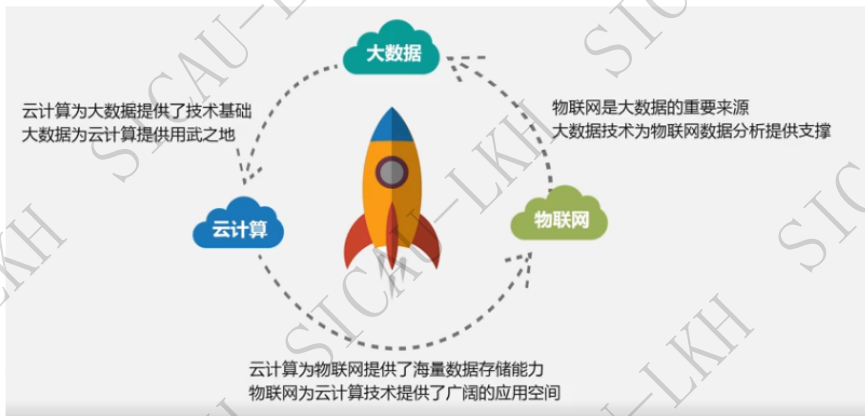 大数据
云计算为大数据提供了技术基础
大数据为云计算提供用武之地
物联网是大数据的重要来源
大数据技术为物联网数据分析提供支撑
云计算
物联网
云计算为物联网提供了海量数据存储能力
物联网为云计算技术提供了广阔的应用空间
SICAU-LKH
SICAU-LKH
SICAU-LKH